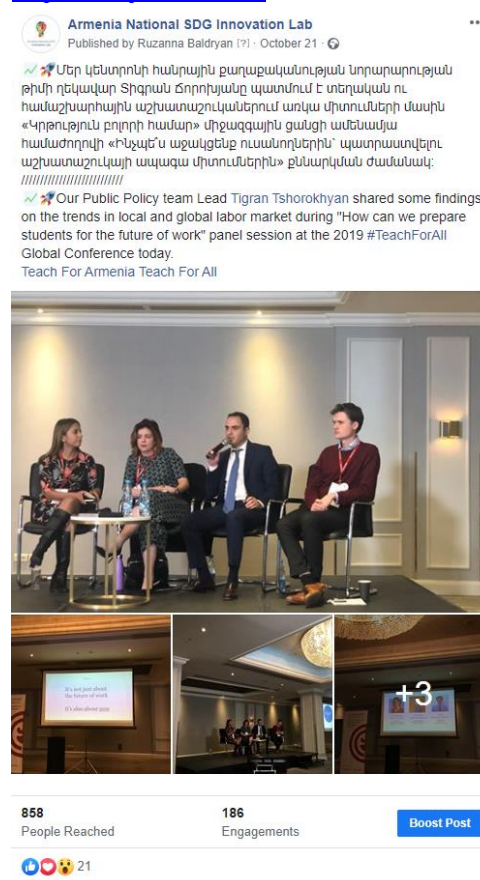 Armenia National SDG Innovation Lab
Published by Ruzanna Baldryan [?] · October 21 ·
Մեր կենտրոնի հանրային քաղաքականության նորարարության
թիմի ղեկավար Տիգրան Ճորոխյանը պատմում է տեղական ու
համաշխարհային աշխատաշուկաներում առկա միտումների մասին
«Կրթություն բոլորի համար» միջազգային ցանցի ամենամյա
համաժողովի «Ինչպե՞ս աջակցենք ուսանողներին՝ պատրաստվելու
աշխատաշուկայի ապագա միտումներին» քննարկման ժամանակ:
//////////////////////////
Our Public Policy team Lead Tigran Tshorokhyan shared some findings
on the trends in local and global labor market during "How can we prepare
students for the future of work" panel session at the 2019 #TeachForAll
Global Conference today.
Teach For Armenia Teach For All
It's not just about
the future of work
It's also about now
+3
858
People Reached
186
Engagements
Boost Post
21